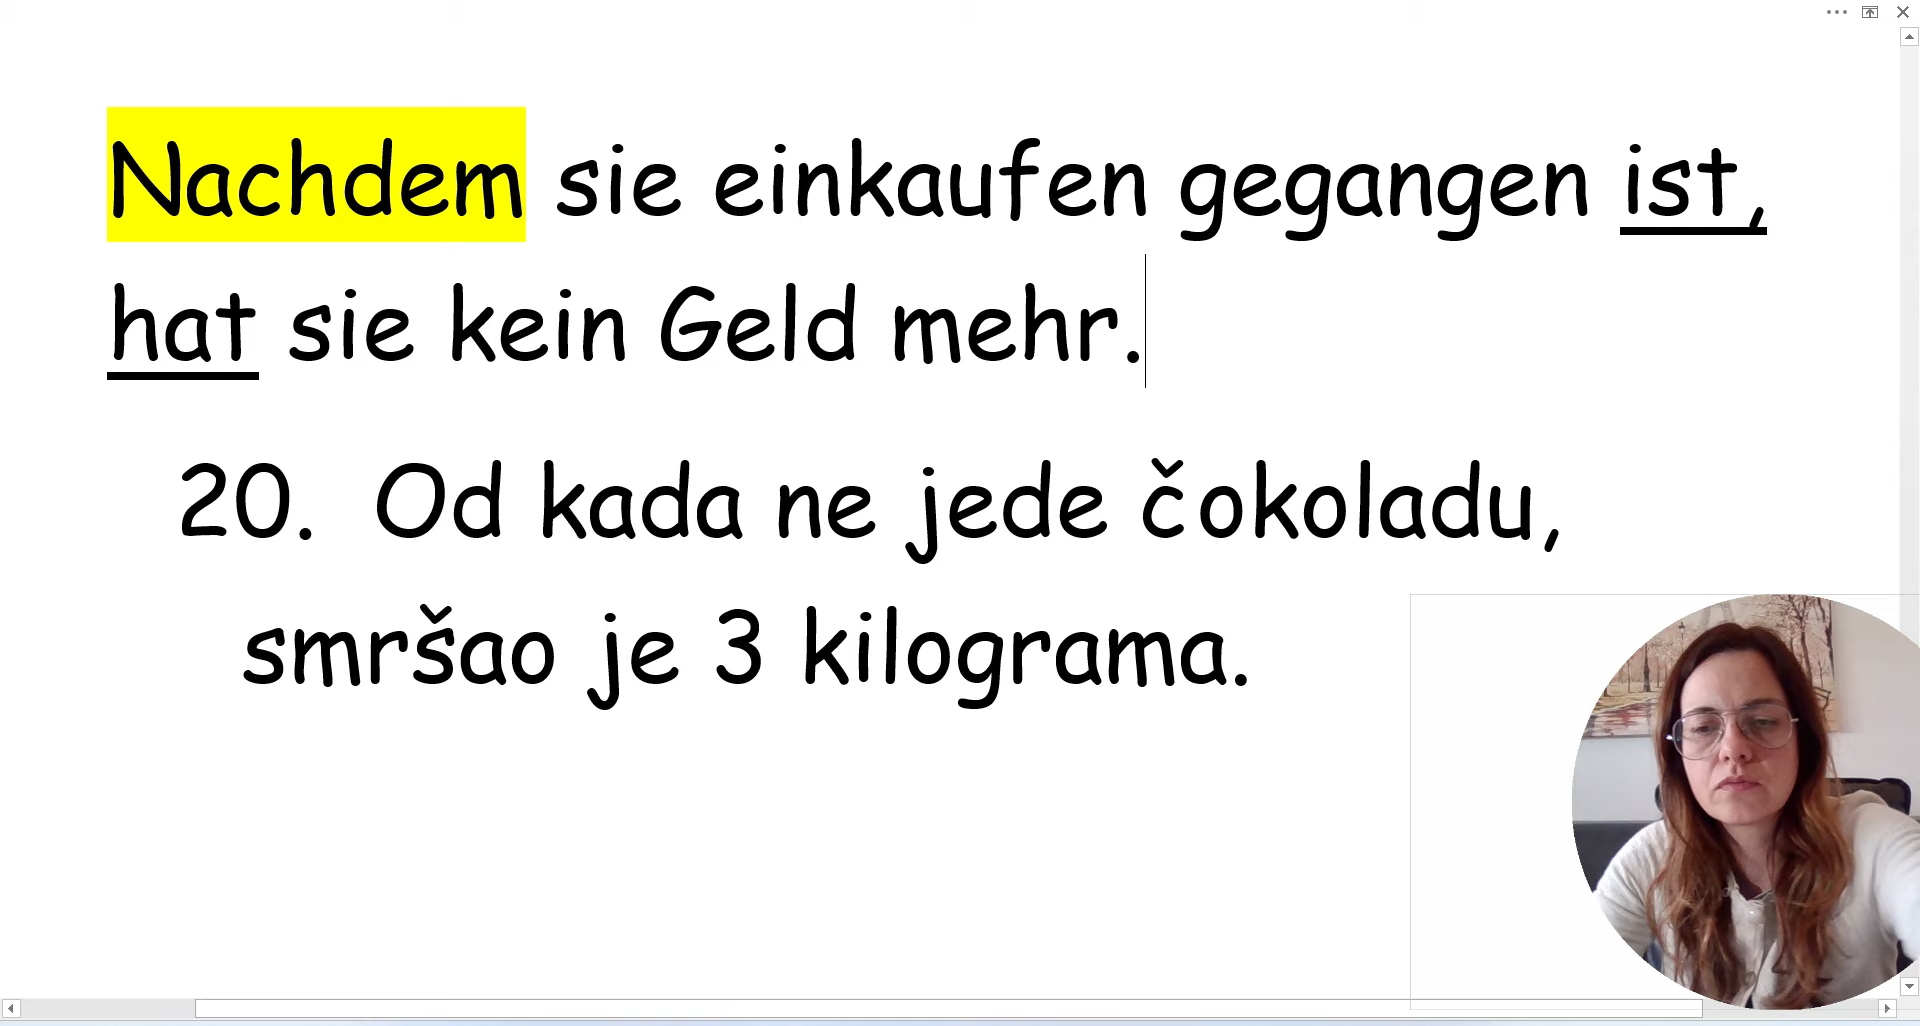 Nachdem sie einkaufen gegangen ist,
hat sie kein Geld mehr.
20. Od kada ne jede čokoladu,
smršao je 3 kilograma.